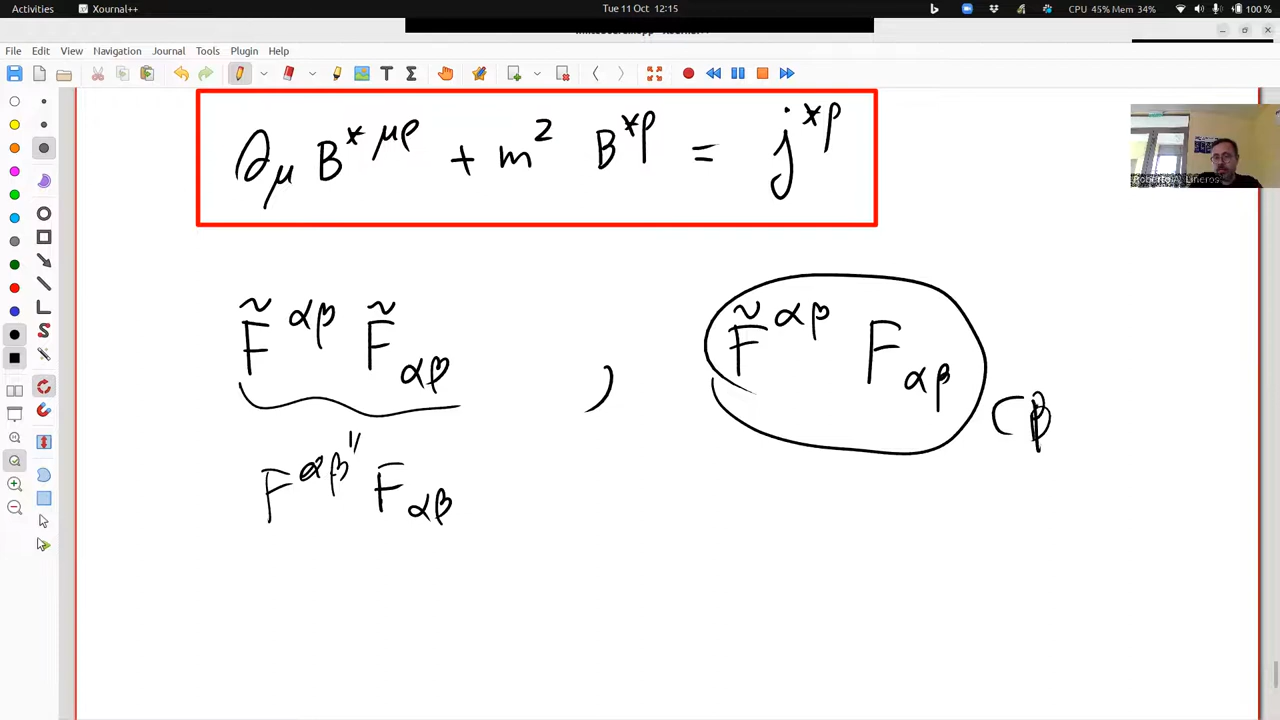 Activities Xournal++ Tue 11 Oct 12:15 CPU 45% Mem 34% 100 %
File Edit View Navigation Journal Tools Plugin Help
∂_μ B^{*μρ} + m² B^{*ρ} = j^{*ρ}
F̃^{αβ} F̃_{αβ} , F̃^{αβ} F_{αβ}
F^{αβ} F_{αβ}